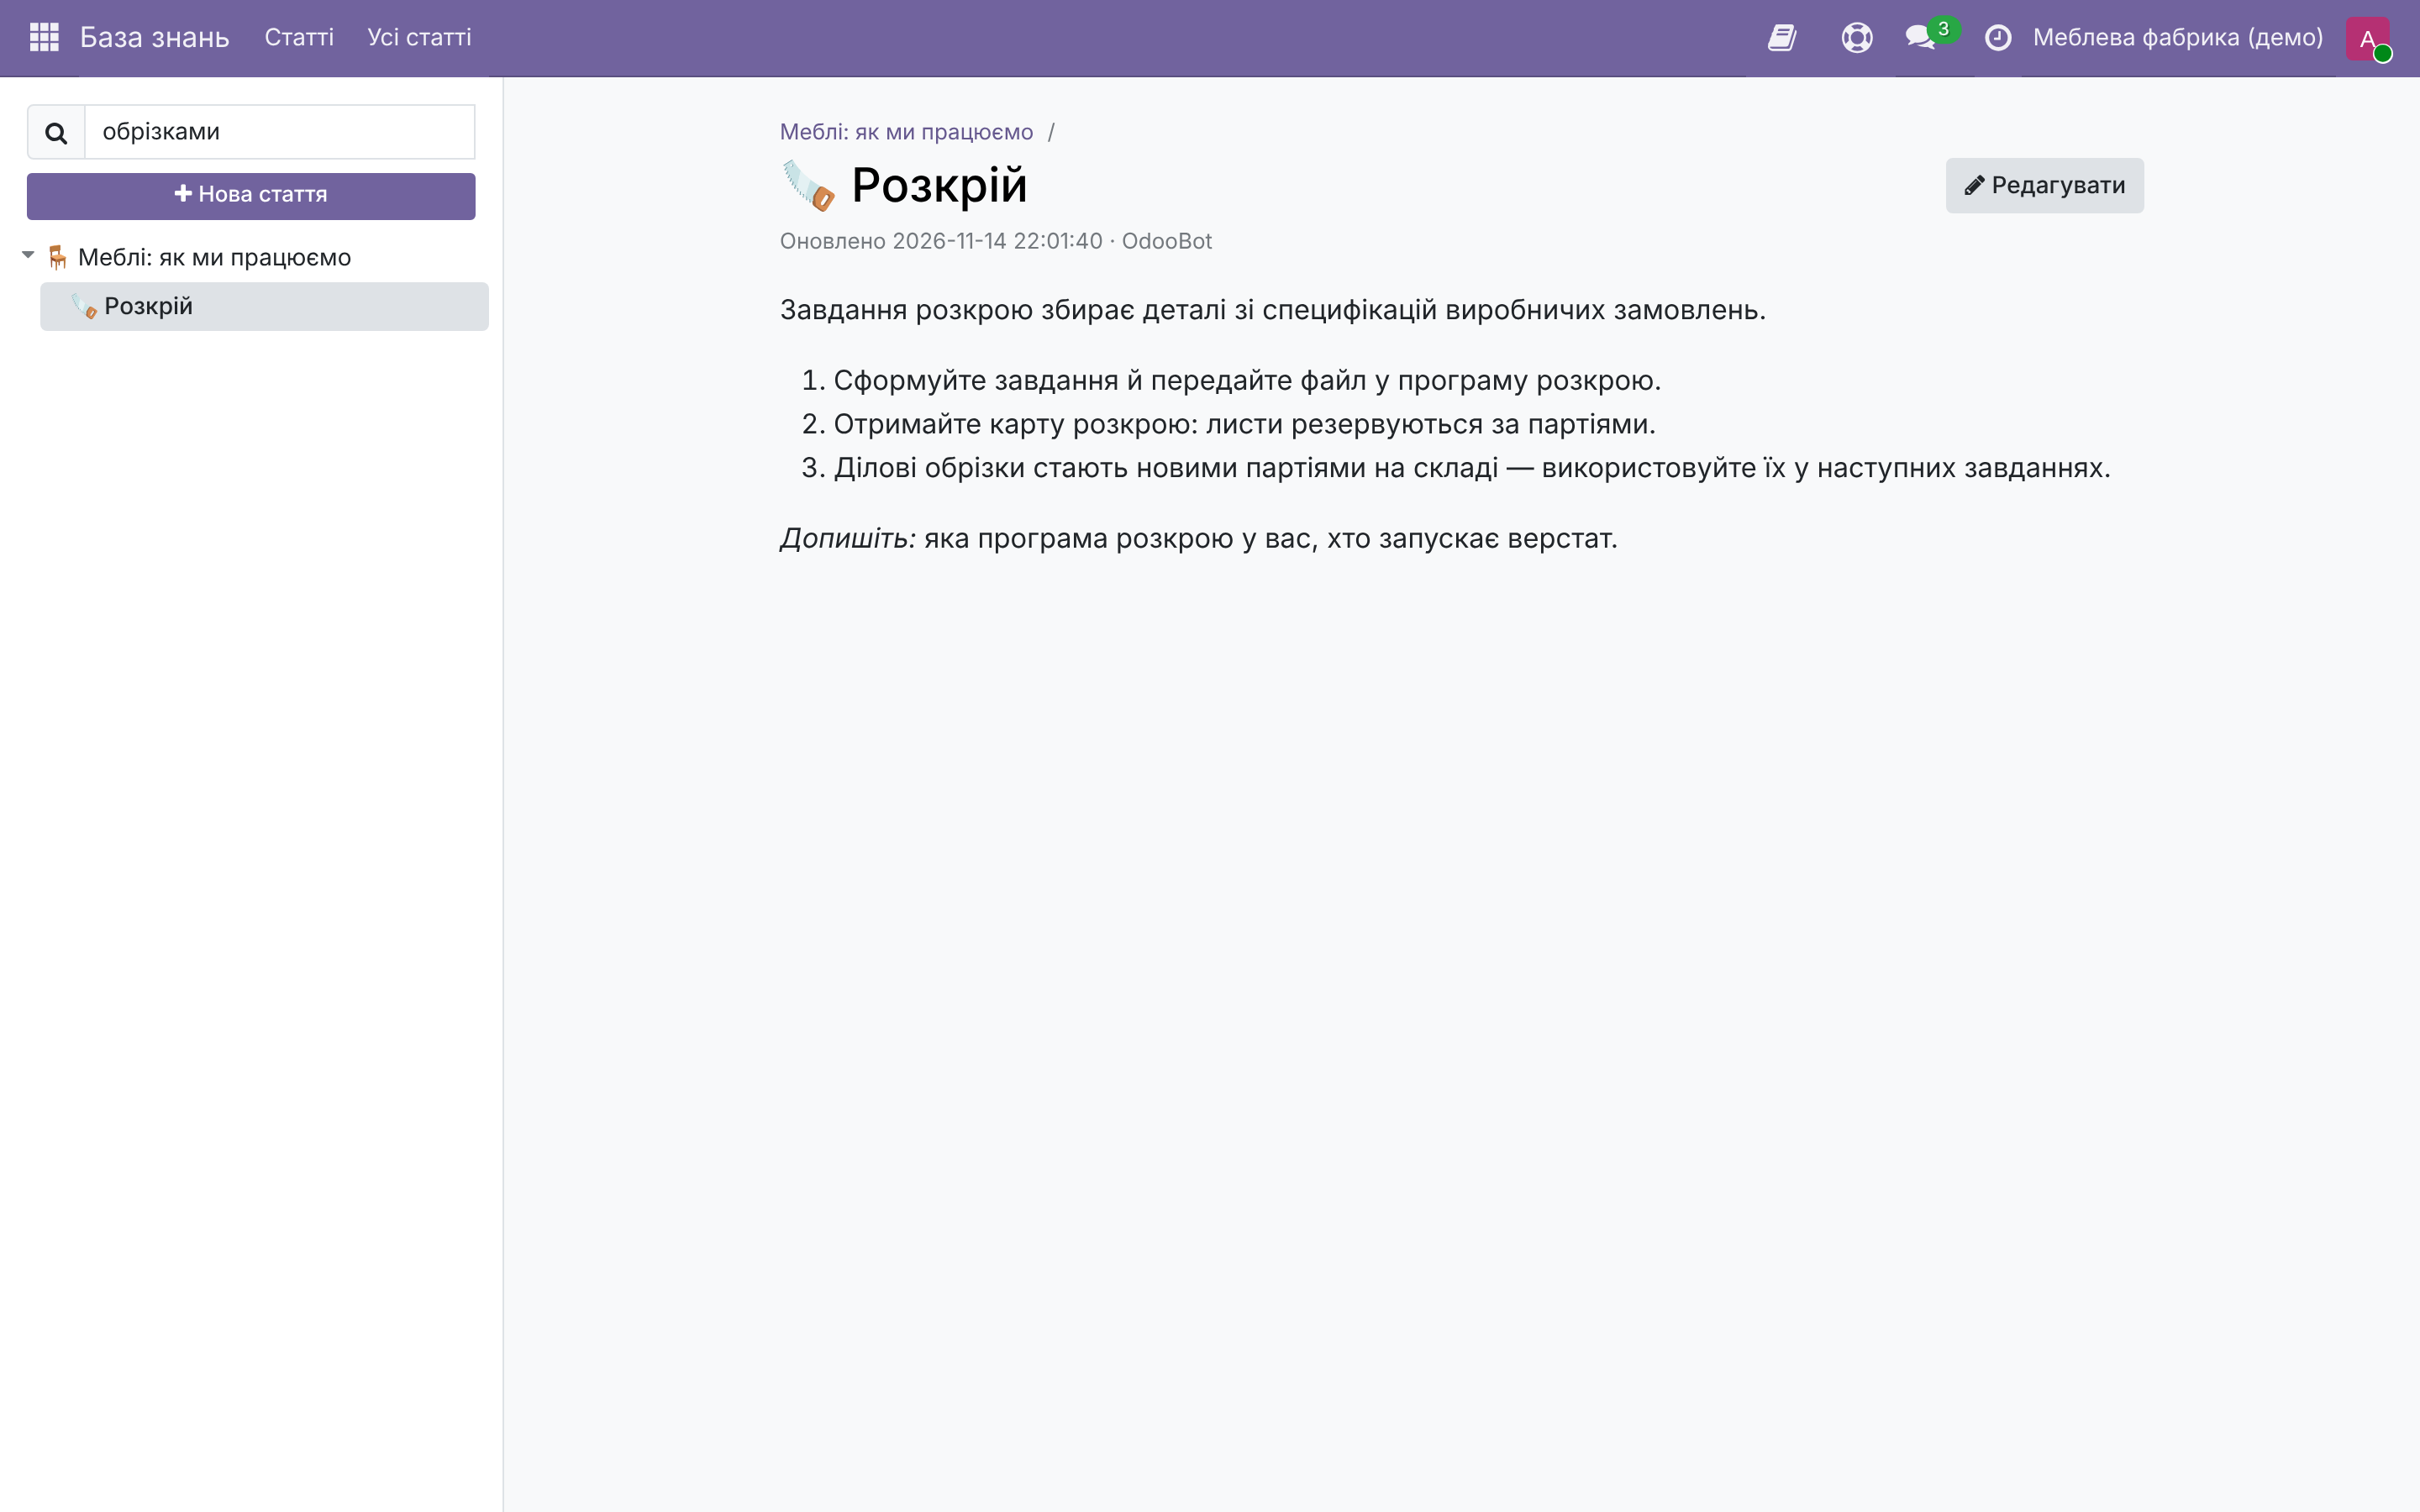 База знань Статті Усі статті 3 Меблева фабрика (демо) A
обрізками
Нова стаття
Меблі: як ми працюємо
Розкрій
Меблі: як ми працюємо /
Розкрій
Редагувати
Оновлено 2026-11-14 22:01:40 · OdooBot
Завдання розкрою збирає деталі зі специфікацій виробничих замовлень.
1. Сформуйте завдання й передайте файл у програму розкрою.
2. Отримайте карту розкрою: листи резервуються за партіями.
3. Ділові обрізки стають новими партіями на складі — використовуйте їх у наступних завданнях.
Допишіть: яка програма розкрою у вас, хто запускає верстат.